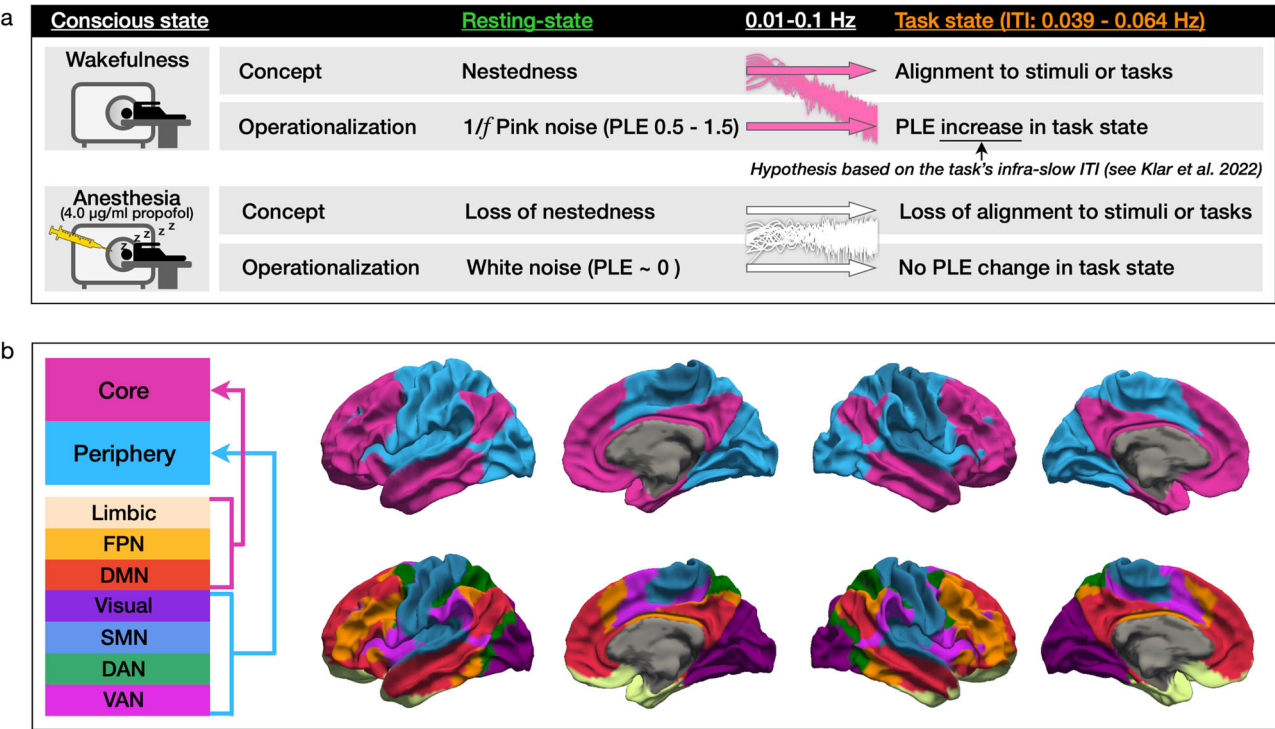 a
Conscious state Resting-state 0.01-0.1 Hz Task state (ITI: 0.039 - 0.064 Hz)
Wakefulness
Concept Nestedness Alignment to stimuli or tasks
Operationalization 1/f Pink noise (PLE 0.5 - 1.5) PLE increase in task state
Hypothesis based on the task's infra-slow ITI (see Klar et al. 2022)
Anesthesia
(4.0 µg/ml propofol)
z z z z z
Concept Loss of nestedness Loss of alignment to stimuli or tasks
Operationalization White noise (PLE ~ 0 ) No PLE change in task state
b
Core
Periphery
Limbic
FPN
DMN
Visual
SMN
DAN
VAN